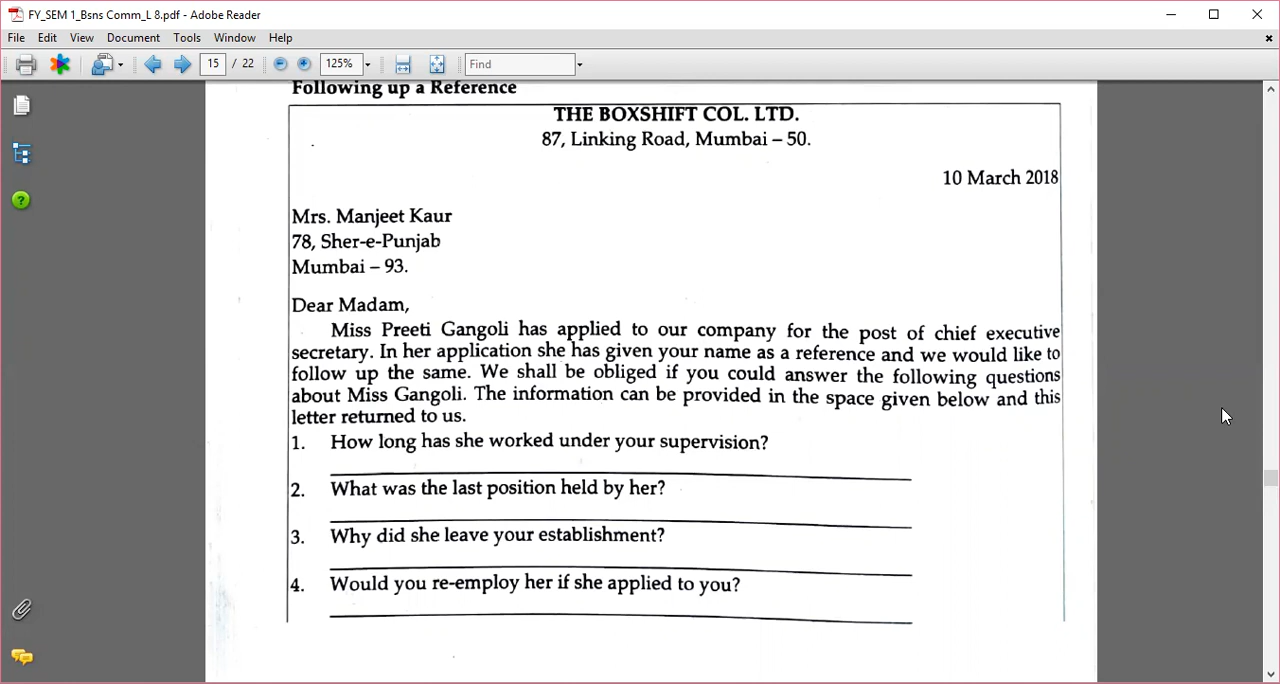 FY_SEM 1_Bsns Comm_L 8.pdf - Adobe Reader
File Edit View Document Tools Window Help
15 / 22 125% Find
Following up a Reference
THE BOXSHIFT COL. LTD.
87, Linking Road, Mumbai – 50.
10 March 2018
Mrs. Manjeet Kaur
78, Sher-e-Punjab
Mumbai – 93.
Dear Madam,
Miss Preeti Gangoli has applied to our company for the post of chief executive
secretary. In her application she has given your name as a reference and we would like to
follow up the same. We shall be obliged if you could answer the following questions
about Miss Gangoli. The information can be provided in the space given below and this
letter returned to us.
1. How long has she worked under your supervision?
2. What was the last position held by her?
3. Why did she leave your establishment?
4. Would you re-employ her if she applied to you?